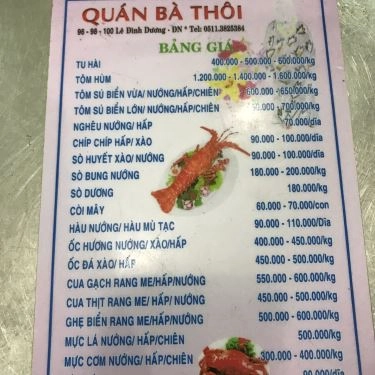 QUÁN BÀ THÔI
96 - 98 - 100 Lê Đình Dương - ĐN * Tel: 0511.3825384
BẢNG GIÁ
TU HÀI 400.000 - 500.000 - 600.000/kg
TÔM HÙM 1.200.000 - 1.400.000 - 1.600.000/kg
TÔM SÚ BIỂN VỪA/ NƯỚNG/HẤP/CHIÊN 600.000 - 650.000/kg
TÔM SÚ BIỂN LỚN/ NƯỚNG/HẤP/CHIÊN - 700.000/kg
NGHÊU NƯỚNG/ HẤP 70.000/dĩa
CHÍP CHÍP HẤP/ XÀO 90.000 - 100.000/dĩa
SÒ HUYẾT XÀO/ NƯỚNG 90.000 - 100.000/dĩa
SÒ BUNG NƯỚNG 180.000 - 200.000/kg
SÒ DƯƠNG 180.000/kg
CÒI MÂY 60.000 - 70.000/con
HÀU NƯỚNG/ HÀU MÙ TẠC 90.000 - 110.000/Dĩa
ỐC HƯƠNG NƯỚNG/ XÀO/HẤP 400.000 - 450.000/kg
ỐC ĐÁ XÀO/ HẤP 450.000 - 500.000/kg
CUA GẠCH RANG ME/HẤP/NƯỚNG 550.000 - 600.000/kg
CUA THỊT RANG ME/ HẤP/ NƯỚNG 450.000 - 500.000/kg
GHẸ BIỂN RANG ME/HẤP/NƯỚNG 450.000 - 500.000/kg
MỰC LÁ NƯỚNG/ HẤP/CHIÊN 500.000/kg
MỰC CƠM NƯỚNG/ HẤP/CHIÊN 300.000 - 400.000/kg
90.000/dĩa